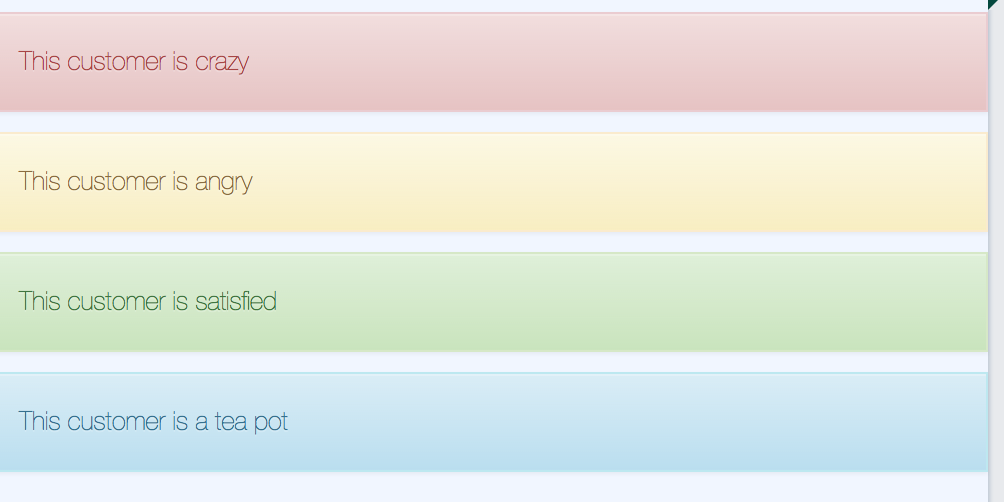 This customer is crazy
This customer is angry
This customer is satisfied
This customer is a tea pot